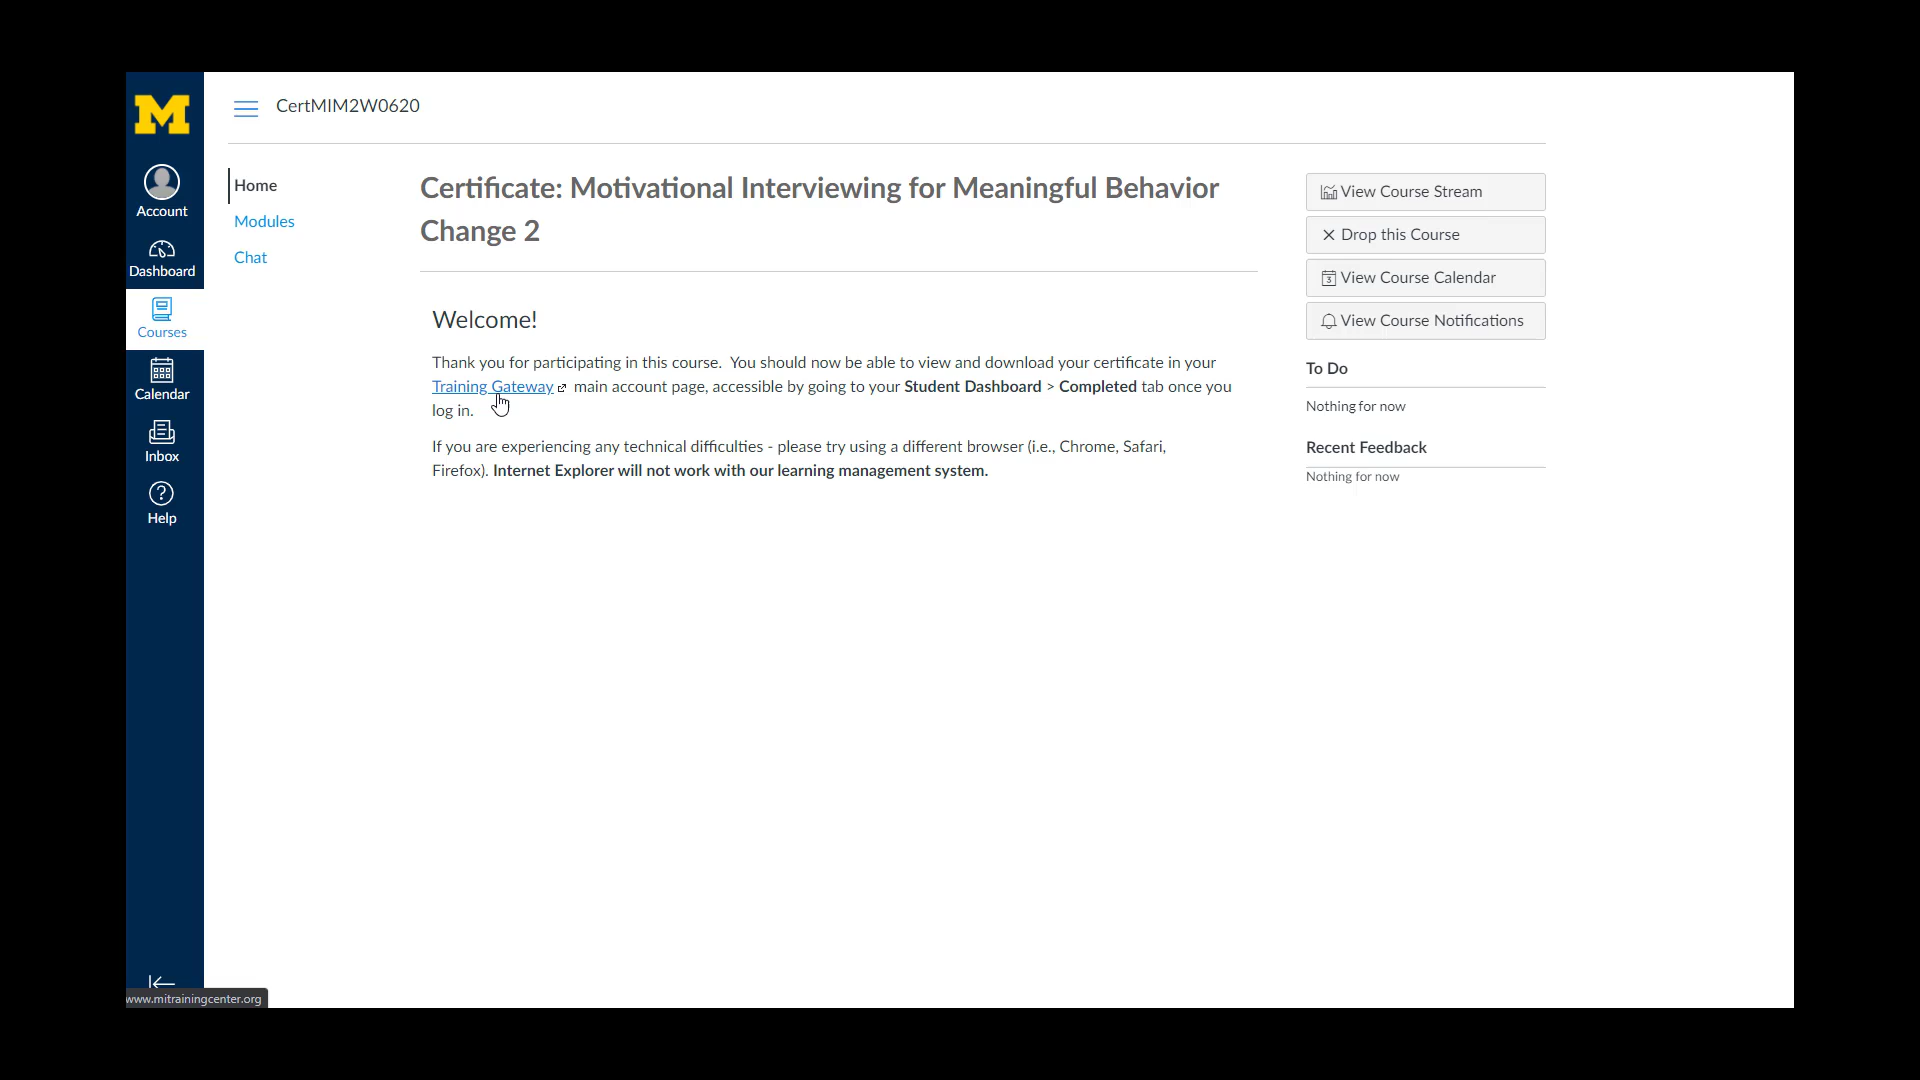 M
CertMIM2W0620
Account
Dashboard
Courses
Calendar
Inbox
Help
Home
Modules
Chat
Certificate: Motivational Interviewing for Meaningful Behavior
Change 2
Welcome!
Thank you for participating in this course. You should now be able to view and download your certificate in your
Training Gateway main account page, accessible by going to your Student Dashboard > Completed tab once you
log in.
If you are experiencing any technical difficulties - please try using a different browser (i.e., Chrome, Safari,
Firefox). Internet Explorer will not work with our learning management system.
View Course Stream
Drop this Course
3 View Course Calendar
View Course Notifications
To Do
Nothing for now
Recent Feedback
Nothing for now
www.mitrainingcenter.org